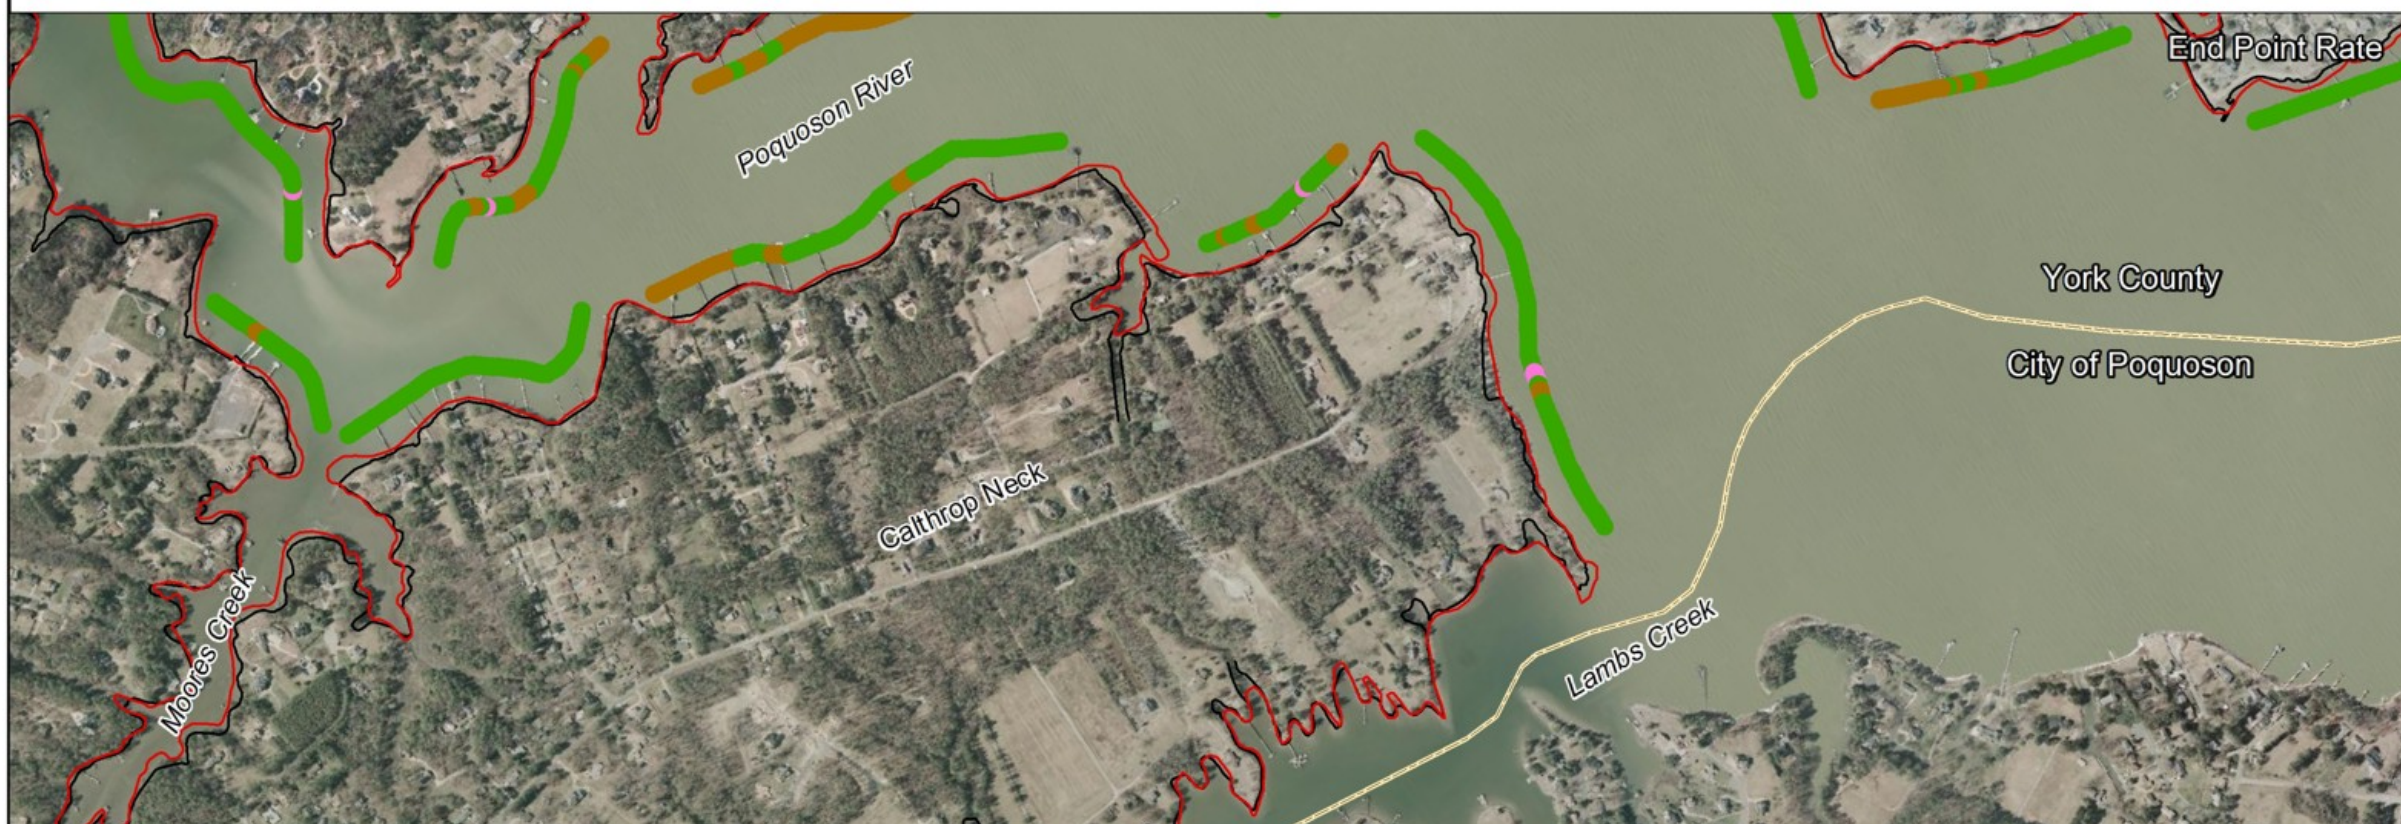 End Point Rate
Poquoson River
York County
City of Poquoson
Calthrop Neck
Lambs Creek
Moores Creek